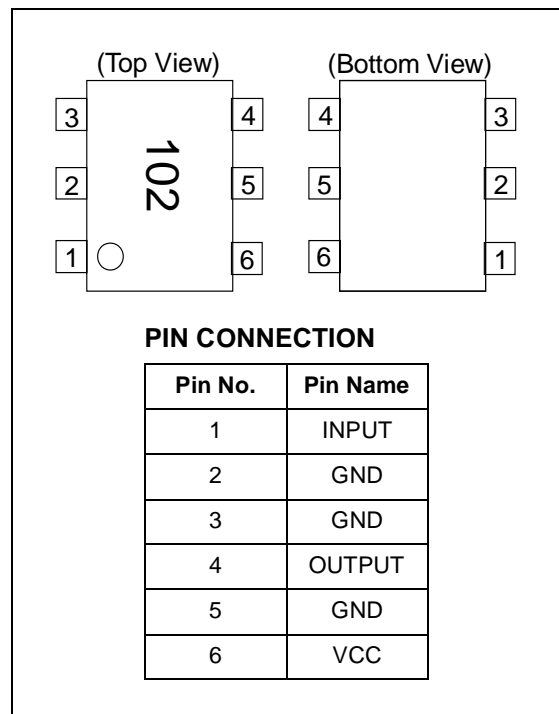 (Top View) (Bottom View)
3 4 4 3
102
2 5 5 2
1 6 6 1
PIN CONNECTION
Pin No. Pin Name
1 INPUT
2 GND
3 GND
4 OUTPUT
5 GND
6 VCC